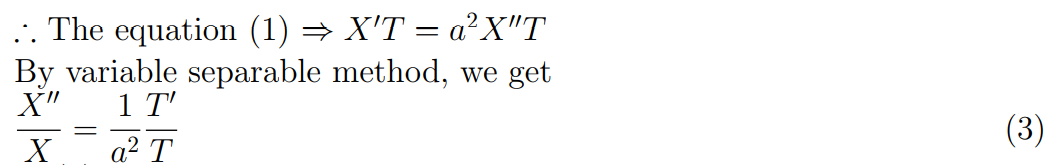 ∴ The equation (1) ⇒ X′T = a²X″T
By variable separable method, we get
X″/X = 1/a² T′/T (3)